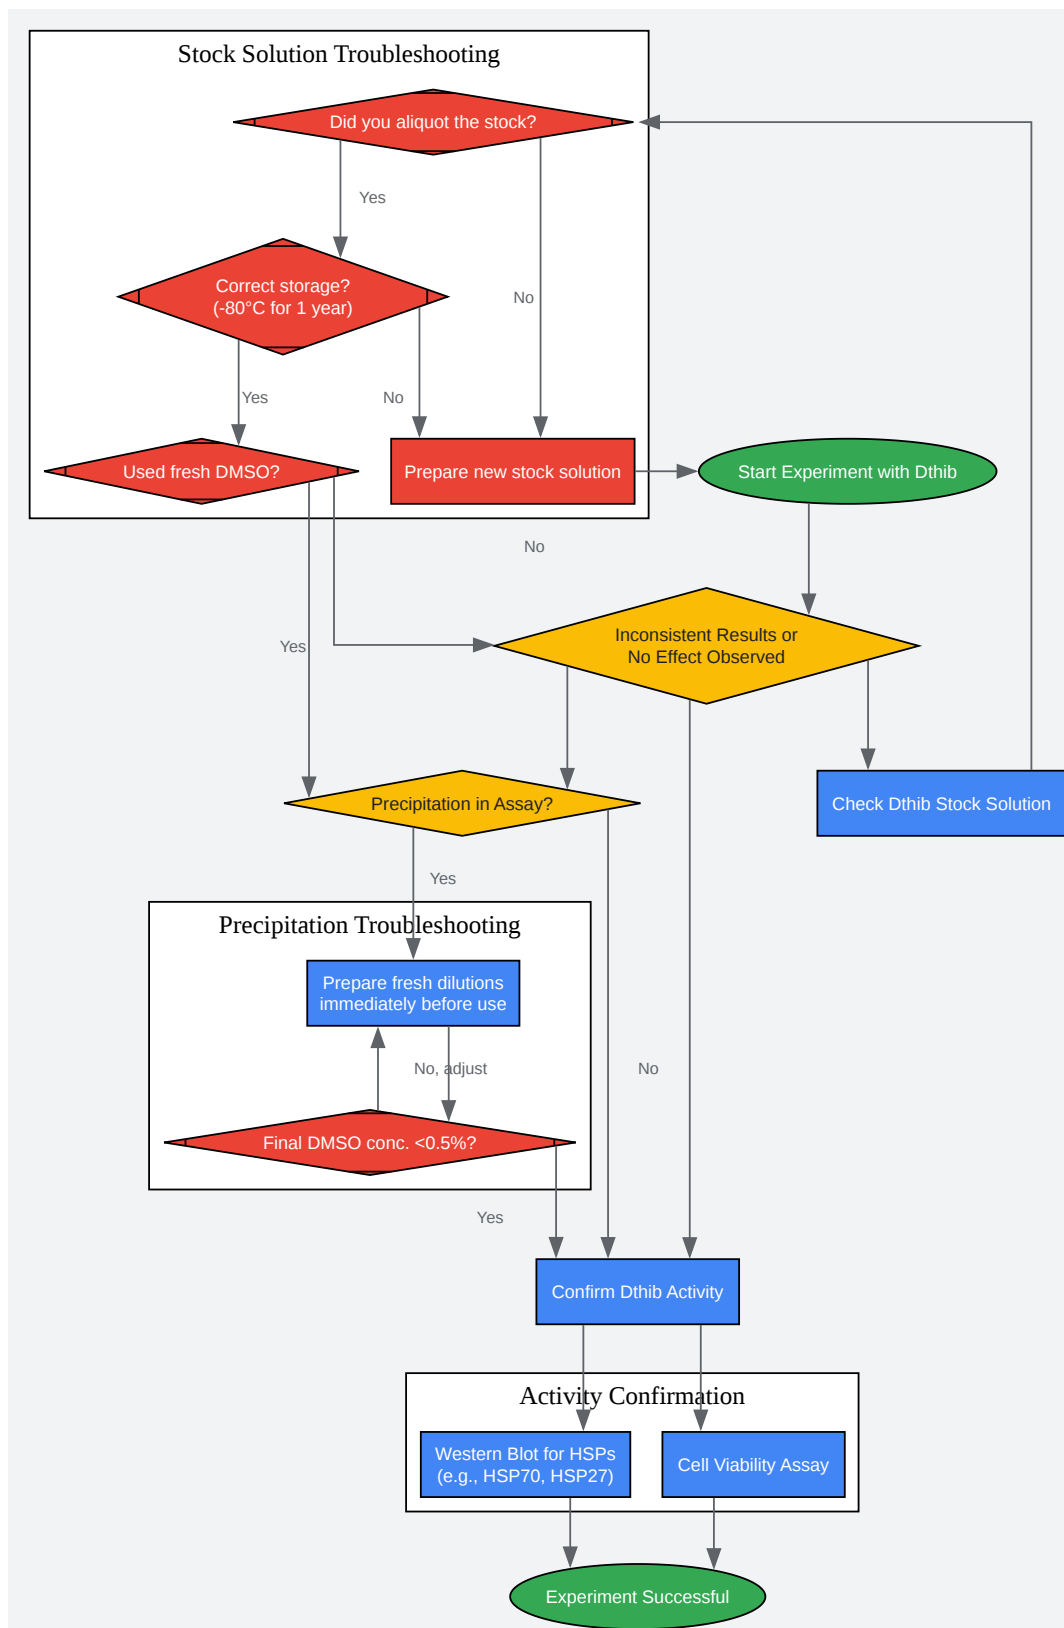 Stock Solution Troubleshooting
Did you aliquot the stock?
Yes
Correct storage?
(-80°C for 1 year)
No
Yes
No
Used fresh DMSO?
Prepare new stock solution
Start Experiment with Dthib
No
Inconsistent Results or
No Effect Observed
Yes
Precipitation in Assay?
Check Dthib Stock Solution
Yes
Precipitation Troubleshooting
Prepare fresh dilutions
immediately before use
No, adjust
No
Final DMSO conc. <0.5%?
Yes
Confirm Dthib Activity
Activity Confirmation
Western Blot for HSPs
(e.g., HSP70, HSP27)
Cell Viability Assay
Experiment Successful